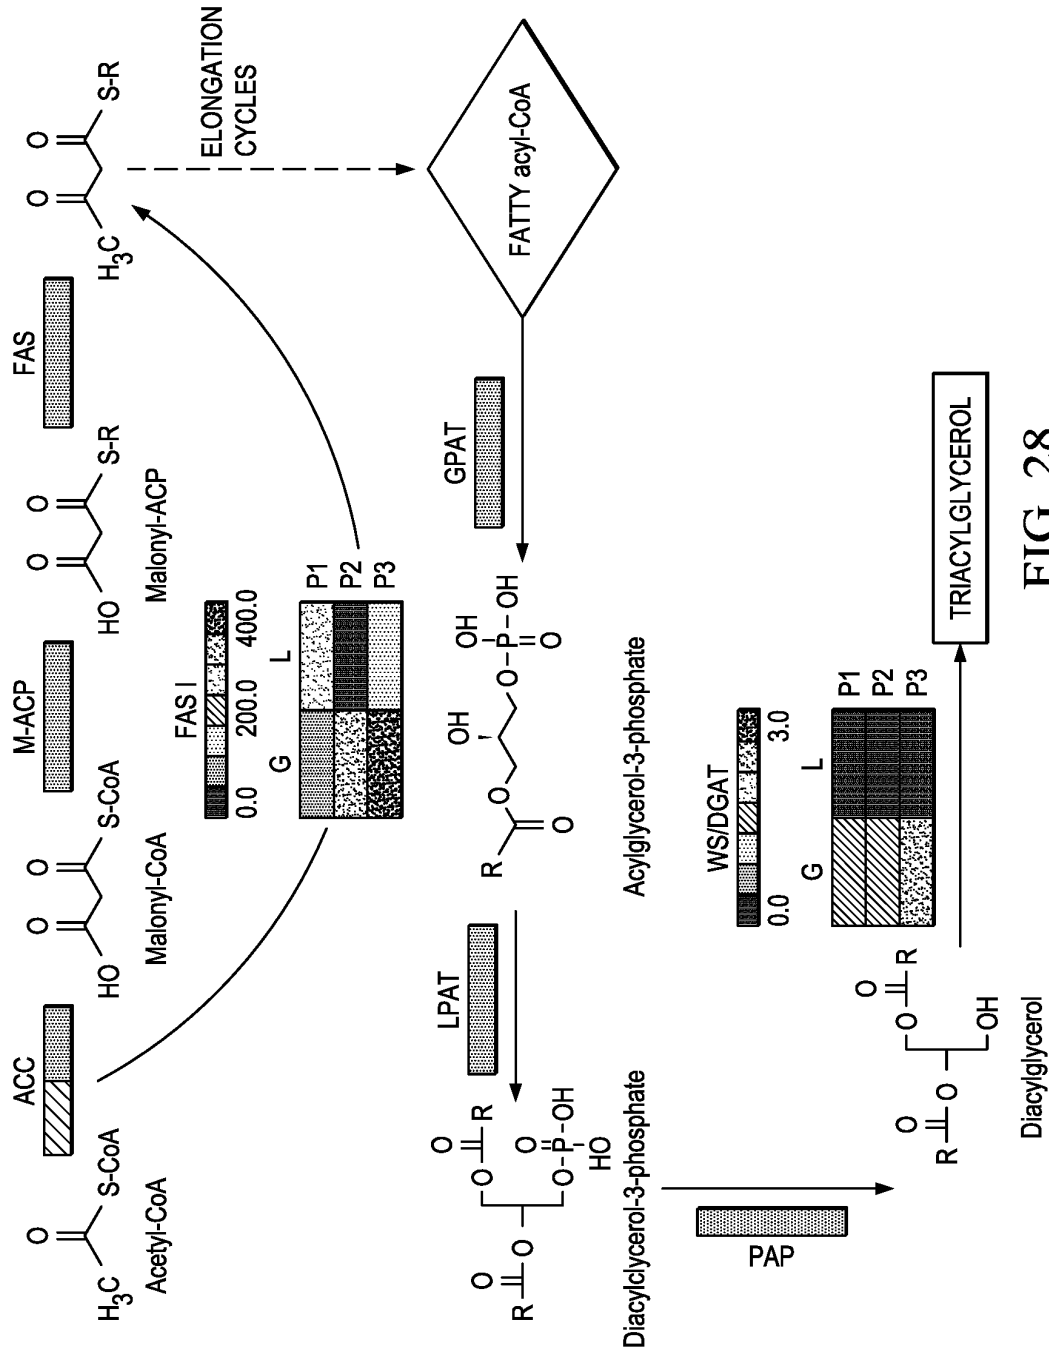 ACC
M-ACP
FAS
O
H3C
S-CoA
Acetyl-CoA
O
O
HO
S-CoA
Malonyl-CoA
O
O
HO
S-R
Malonyl-ACP
O
O
H3C
S-R
FAS I
0.0
200.0
400.0
G
L
P1
P2
P3
ELONGATION
CYCLES
FATTY acyl-CoA
GPAT
LPAT
R
O
O
OH
O
OH
P
OH
O
Acylglycerol-3-phosphate
R
O
O
O
O
R
O
O
P
OH
HO
Diacylclycerol-3-phosphate
PAP
R
O
O
O
O
R
OH
Diacylglycerol
WS/DGAT
0.0
3.0
G
L
P1
P2
P3
TRIACYLGLYCEROL
FIG. 28